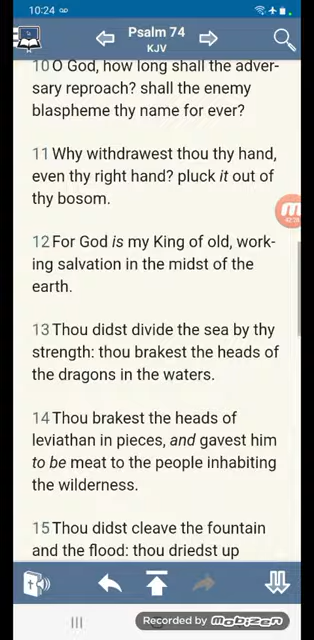 10:24
Psalm 74
KJV
10 O God, how long shall the adver-
sary reproach? shall the enemy
blaspheme thy name for ever?
11 Why withdrawest thou thy hand,
even thy right hand? pluck it out of
thy bosom.
12 For God is my King of old, work-
ing salvation in the midst of the
earth.
13 Thou didst divide the sea by thy
strength: thou brakest the heads of
the dragons in the waters.
14 Thou brakest the heads of
leviathan in pieces, and gavest him
to be meat to the people inhabiting
the wilderness.
15 Thou didst cleave the fountain
and the flood: thou driedst up
Recorded by mobizen